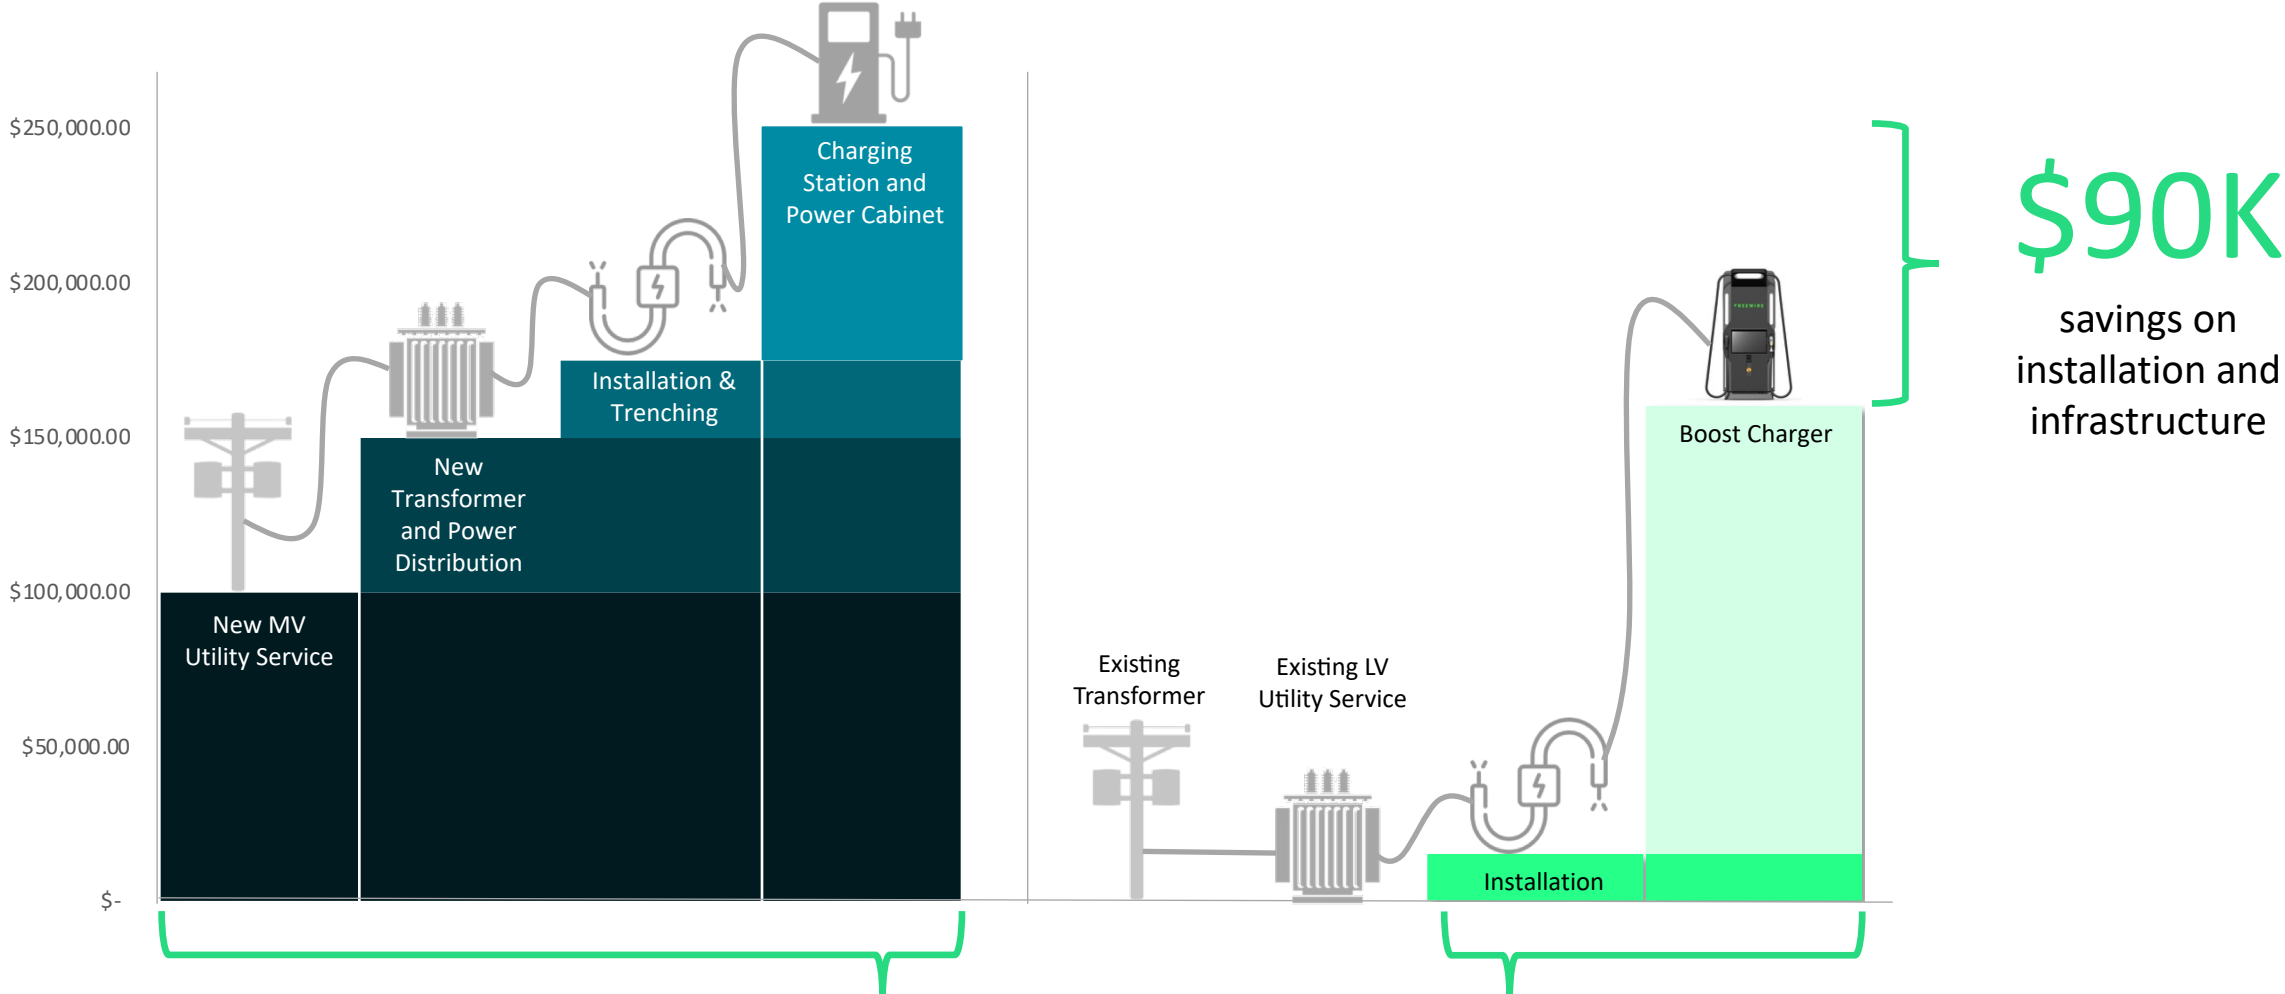 $250,000.00
$200,000.00
$150,000.00
$100,000.00
$50,000.00
$-
New MV
Utility Service
New
Transformer
and Power
Distribution
Installation &
Trenching
Charging
Station and
Power Cabinet
Existing
Transformer
Existing LV
Utility Service
Installation
Boost Charger
FREEWIRE
$90K
savings on
installation and
infrastructure